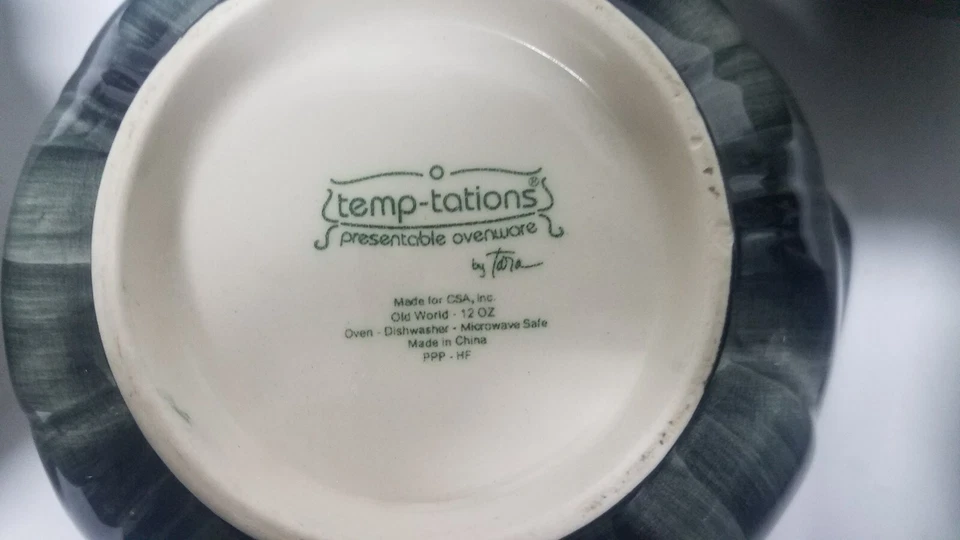 temp-tations®
presentable ovenware
by Tara
Made for CSA, Inc.
Old World - 12 OZ
Oven - Dishwasher - Microwave Safe
Made in China
PPP - HF